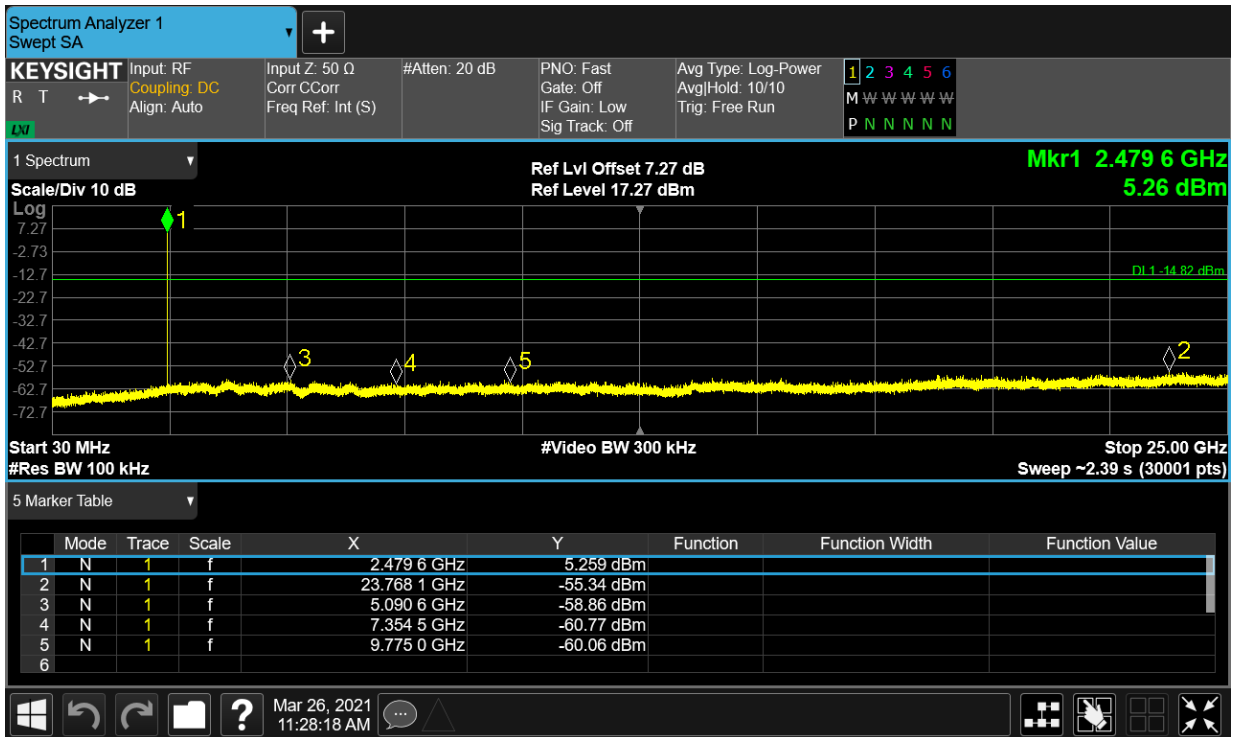 Spectrum Analyzer 1
Swept SA
KEYSIGHT
R T
LXI
Input: RF
Coupling: DC
Align: Auto
Input Z: 50 Ω
Corr CCorr
Freq Ref: Int (S)
#Atten: 20 dB
PNO: Fast
Gate: Off
IF Gain: Low
Sig Track: Off
Avg Type: Log-Power
Avg|Hold: 10/10
Trig: Free Run
1 2 3 4 5 6
M W W W W W
P N N N N N
1 Spectrum
Scale/Div 10 dB
Ref Lvl Offset 7.27 dB
Ref Level 17.27 dBm
Mkr1 2.479 6 GHz
5.26 dBm
Log
7.27
-2.73
-12.7
-22.7
-32.7
-42.7
-52.7
-62.7
-72.7
1
3
4
5
2
DL1 -14.82 dBm
Start 30 MHz
#Res BW 100 kHz
#Video BW 300 kHz
Stop 25.00 GHz
Sweep ~2.39 s (30001 pts)
5 Marker Table
Mode Trace Scale X Y Function Function Width Function Value
1 N 1 f 2.479 6 GHz 5.259 dBm
2 N 1 f 23.768 1 GHz -55.34 dBm
3 N 1 f 5.090 6 GHz -58.86 dBm
4 N 1 f 7.354 5 GHz -60.77 dBm
5 N 1 f 9.775 0 GHz -60.06 dBm
6
?
Mar 26, 2021
11:28:18 AM